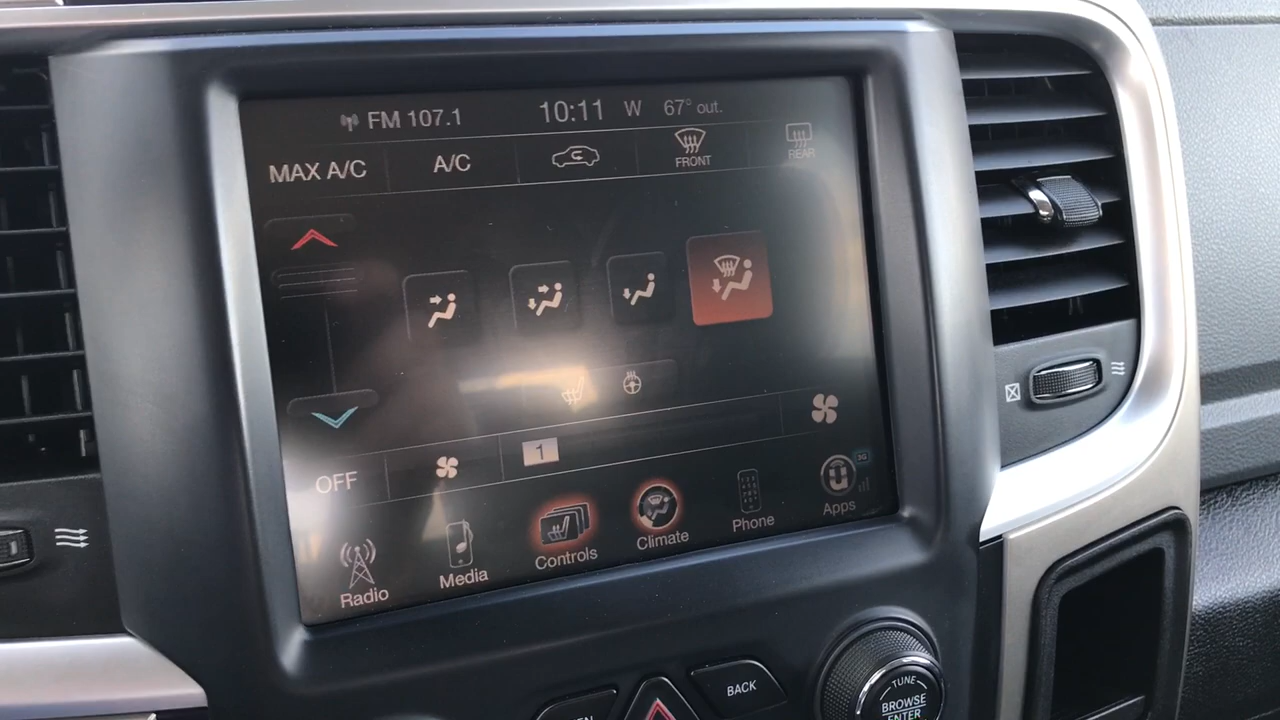 FM 107.1 10:11 W 67° out.
MAX A/C A/C FRONT REAR
1
OFF
Radio Media Controls Climate Phone Apps
3G
BACK
TUNE
BROWSE
ENTER